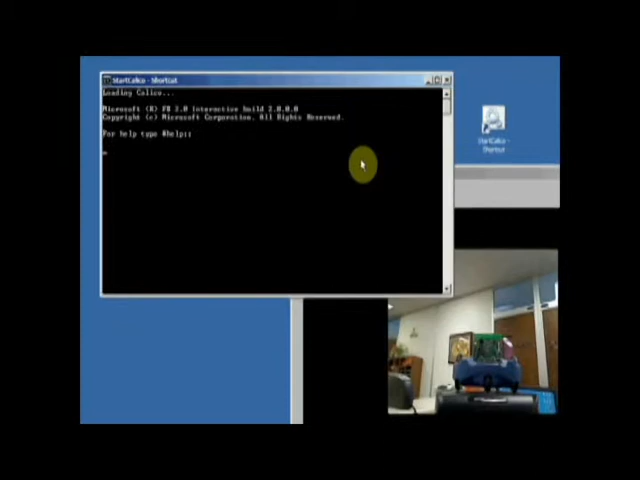 StartCalico - Shortcut
Loading Calico...
Microsoft (R) F# 2.0 Interactive build 2.0.0.0
Copyright (c) Microsoft Corporation. All Rights Reserved.
For help type #help;;
StartCalico -
Shortcut